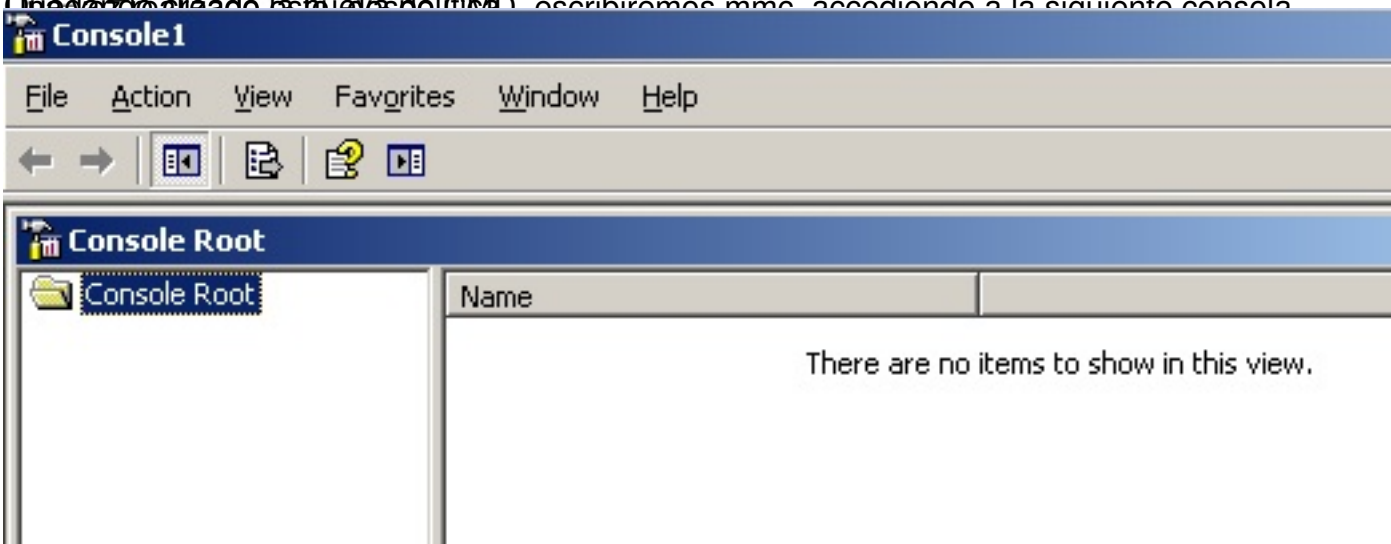 escribiremos mmc, accediendo a la siguiente consola
Console1
File Action View Favorites Window Help
Console Root
Console Root
Name
There are no items to show in this view.